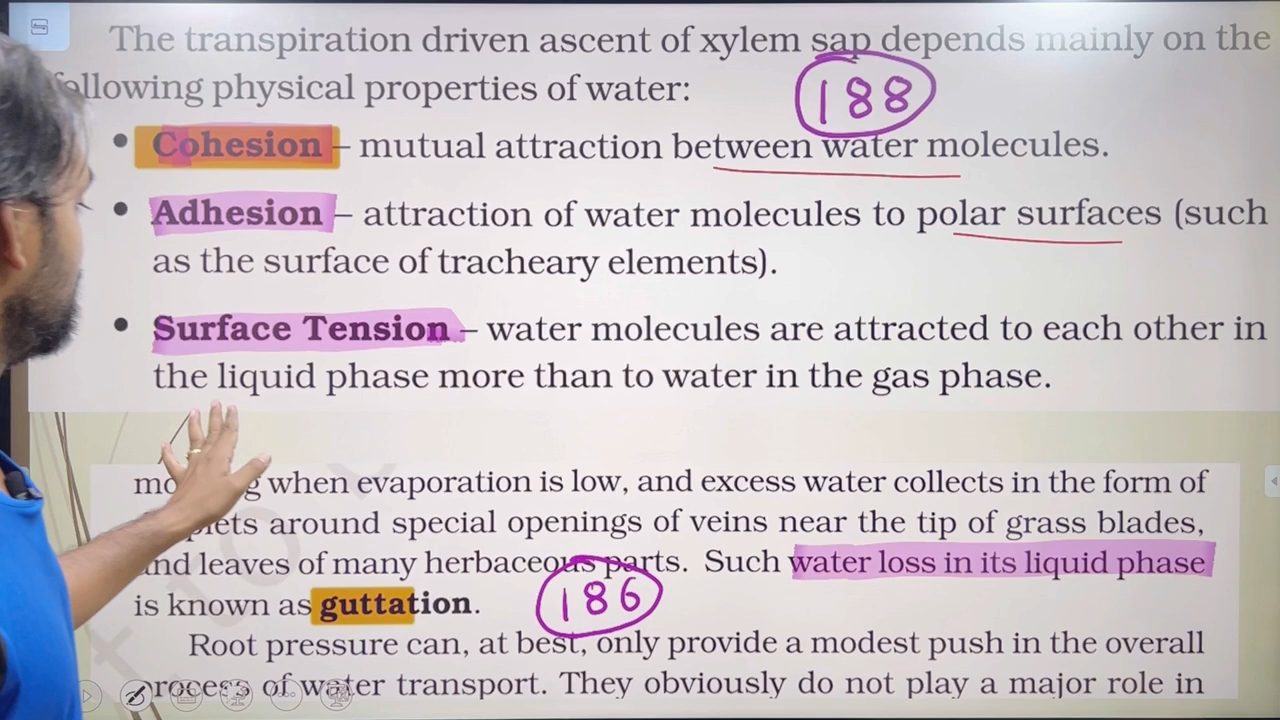 The transpiration driven ascent of xylem sap depends mainly on the
following physical properties of water:
188
• Cohesion – mutual attraction between water molecules.
• Adhesion – attraction of water molecules to polar surfaces (such
as the surface of tracheary elements).
• Surface Tension – water molecules are attracted to each other in
the liquid phase more than to water in the gas phase.
when evaporation is low, and excess water collects in the form of
around special openings of veins near the tip of grass blades,
and leaves of many herbaceous parts. Such water loss in its liquid phase
is known as guttation.
186
Root pressure can, at best, only provide a modest push in the overall
process of water transport. They obviously do not play a major role in